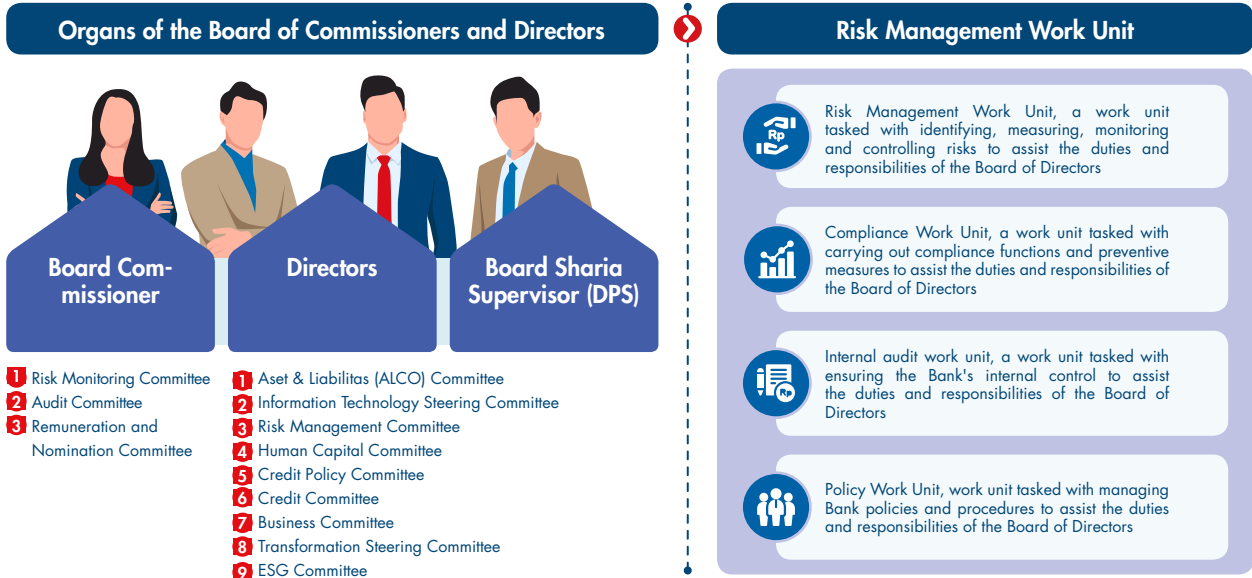 Organs of the Board of Commissioners and Directors
Board Com-
missioner
Directors
Board Sharia
Supervisor (DPS)
1 Risk Monitoring Committee
2 Audit Committee
3 Remuneration and
Nomination Committee
1 Aset & Liabilitas (ALCO) Committee
2 Information Technology Steering Committee
3 Risk Management Committee
4 Human Capital Committee
5 Credit Policy Committee
6 Credit Committee
7 Business Committee
8 Transformation Steering Committee
9 ESG Committee
Risk Management Work Unit
Rp
Risk Management Work Unit, a work unit
tasked with identifying, measuring, monitoring
and controlling risks to assist the duties and
responsibilities of the Board of Directors
Compliance Work Unit, a work unit tasked with
carrying out compliance functions and preventive
measures to assist the duties and responsibilities of
the Board of Directors
Rp
Internal audit work unit, a work unit tasked with
ensuring the Bank's internal control to assist
the duties and responsibilities of the Board of
Directors
Policy Work Unit, work unit tasked with managing
Bank policies and procedures to assist the duties
and responsibilities of the Board of Directors